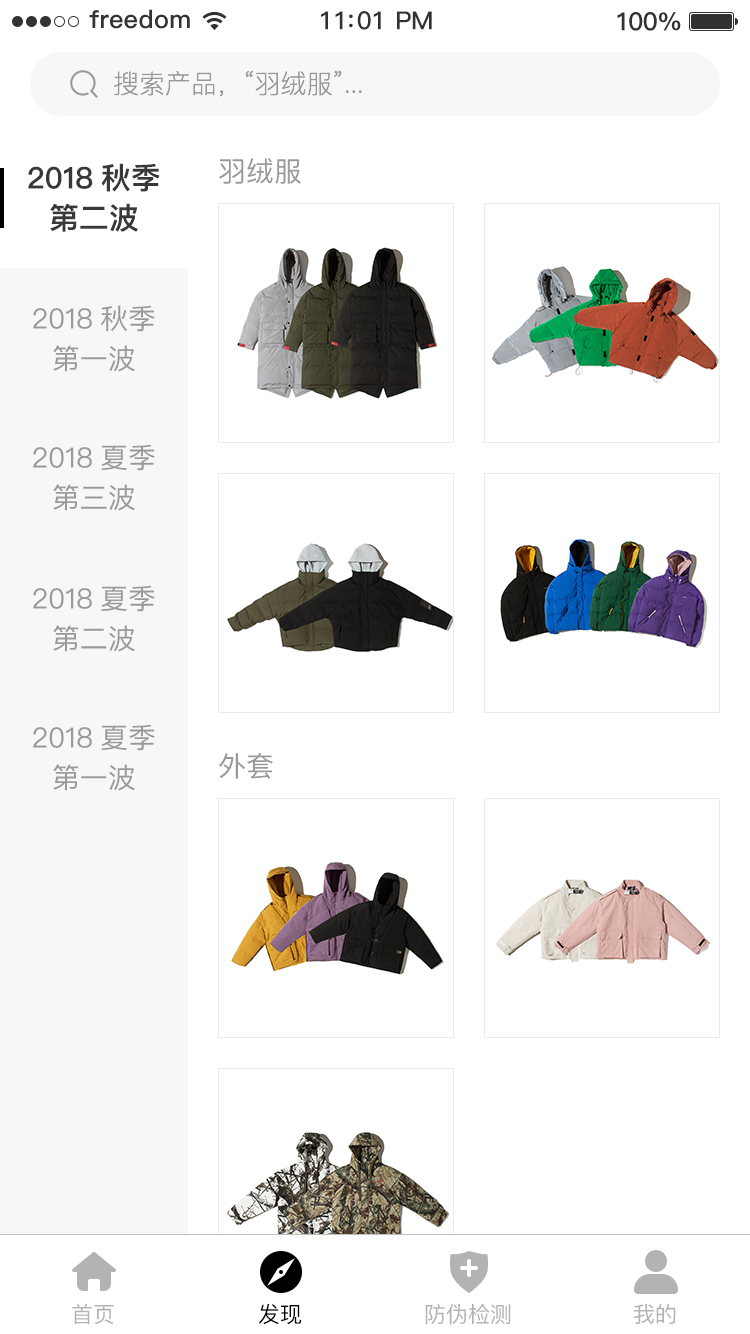 freedom
11:01 PM
100%
搜索产品，“羽绒服”...
2018 秋季
第二波
2018 秋季
第一波
2018 夏季
第三波
2018 夏季
第二波
2018 夏季
第一波
羽绒服
外套
首页
发现
防伪检测
我的